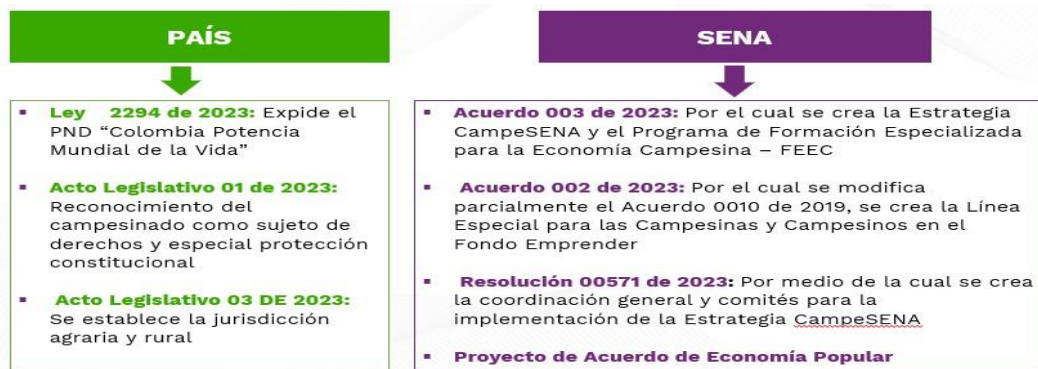 PAÍS
▪ Ley 2294 de 2023: Expide el
PND “Colombia Potencia
Mundial de la Vida”
▪ Acto Legislativo 01 de 2023:
Reconocimiento del
campesinado como sujeto de
derechos y especial protección
constitucional
▪ Acto Legislativo 03 DE 2023:
Se establece la jurisdicción
agraria y rural
SENA
▪ Acuerdo 003 de 2023: Por el cual se crea la Estrategia
CampeSENA y el Programa de Formación Especializada
para la Economía Campesina – FEEC
▪ Acuerdo 002 de 2023: Por el cual se modifica
parcialmente el Acuerdo 0010 de 2019, se crea la Línea
Especial para las Campesinas y Campesinos en el
Fondo Emprender
▪ Resolución 00571 de 2023: Por medio de la cual se crea
la coordinación general y comités para la
implementación de la Estrategia CampeSENA
▪ Proyecto de Acuerdo de Economía Popular